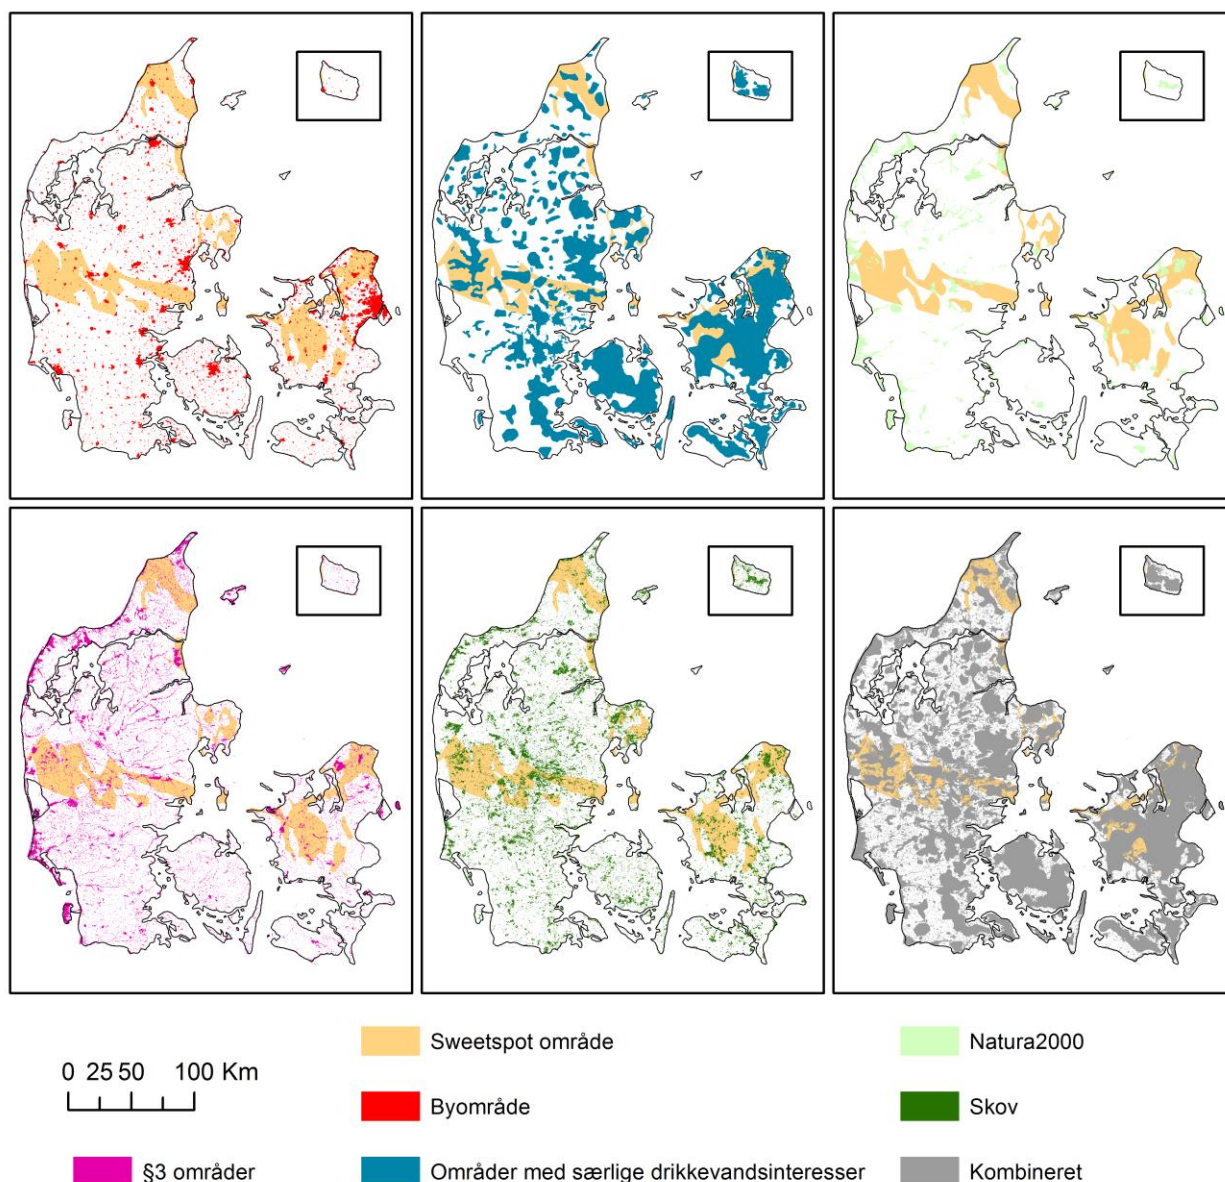 Sweetspot område
Natura2000
0 25 50 100 Km
Byområde
Skov
§3 områder
Områder med særlige drikkevandsinteresser
Kombineret